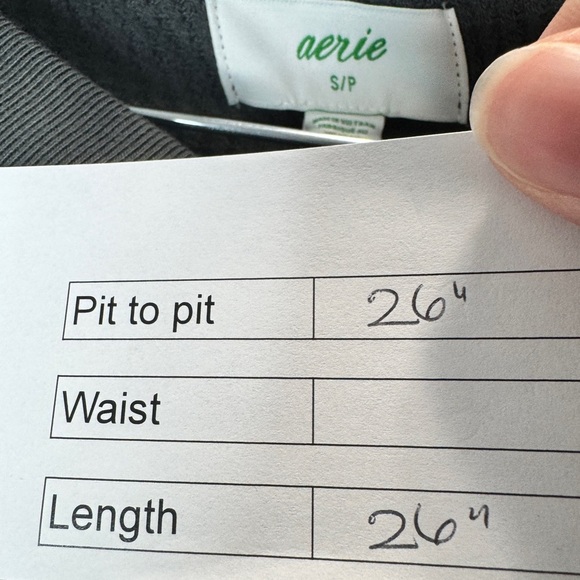 aerie
S/P
Pit to pit 26"
Waist
Length 26"